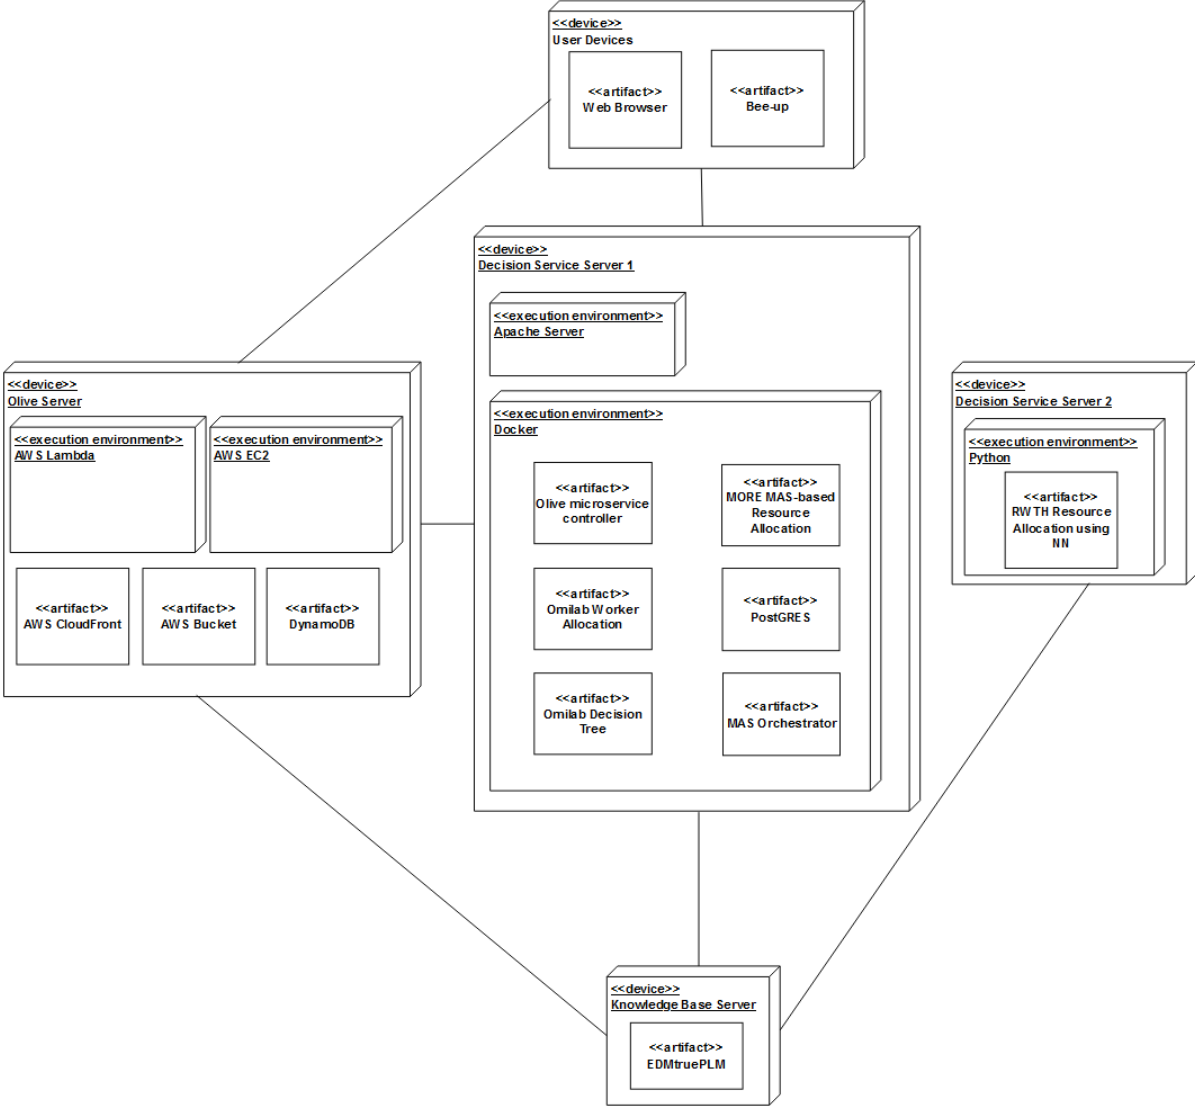 <<device>>
User Devices
<<artifact>>
Web Browser
<<artifact>>
Bee-up
<<device>>
Decision Service Server 1
<<execution environment>>
Apache Server
<<execution environment>>
Docker
<<artifact>>
Olive microservice
controller
<<artifact>>
MORE MAS-based
Resource
Allocation
<<artifact>>
Omilab Worker
Allocation
<<artifact>>
PostGRES
<<artifact>>
Omilab Decision
Tree
<<artifact>>
MAS Orchestrator
<<device>>
Olive Server
<<execution environment>>
AWS Lambda
<<execution environment>>
AWS EC2
<<artifact>>
AWS CloudFront
<<artifact>>
AWS Bucket
<<artifact>>
DynamoDB
<<device>>
Decision Service Server 2
<<execution environment>>
Python
<<artifact>>
RWTH Resource
Allocation using
NN
<<device>>
Knowledge Base Server
<<artifact>>
EDMtruePLM